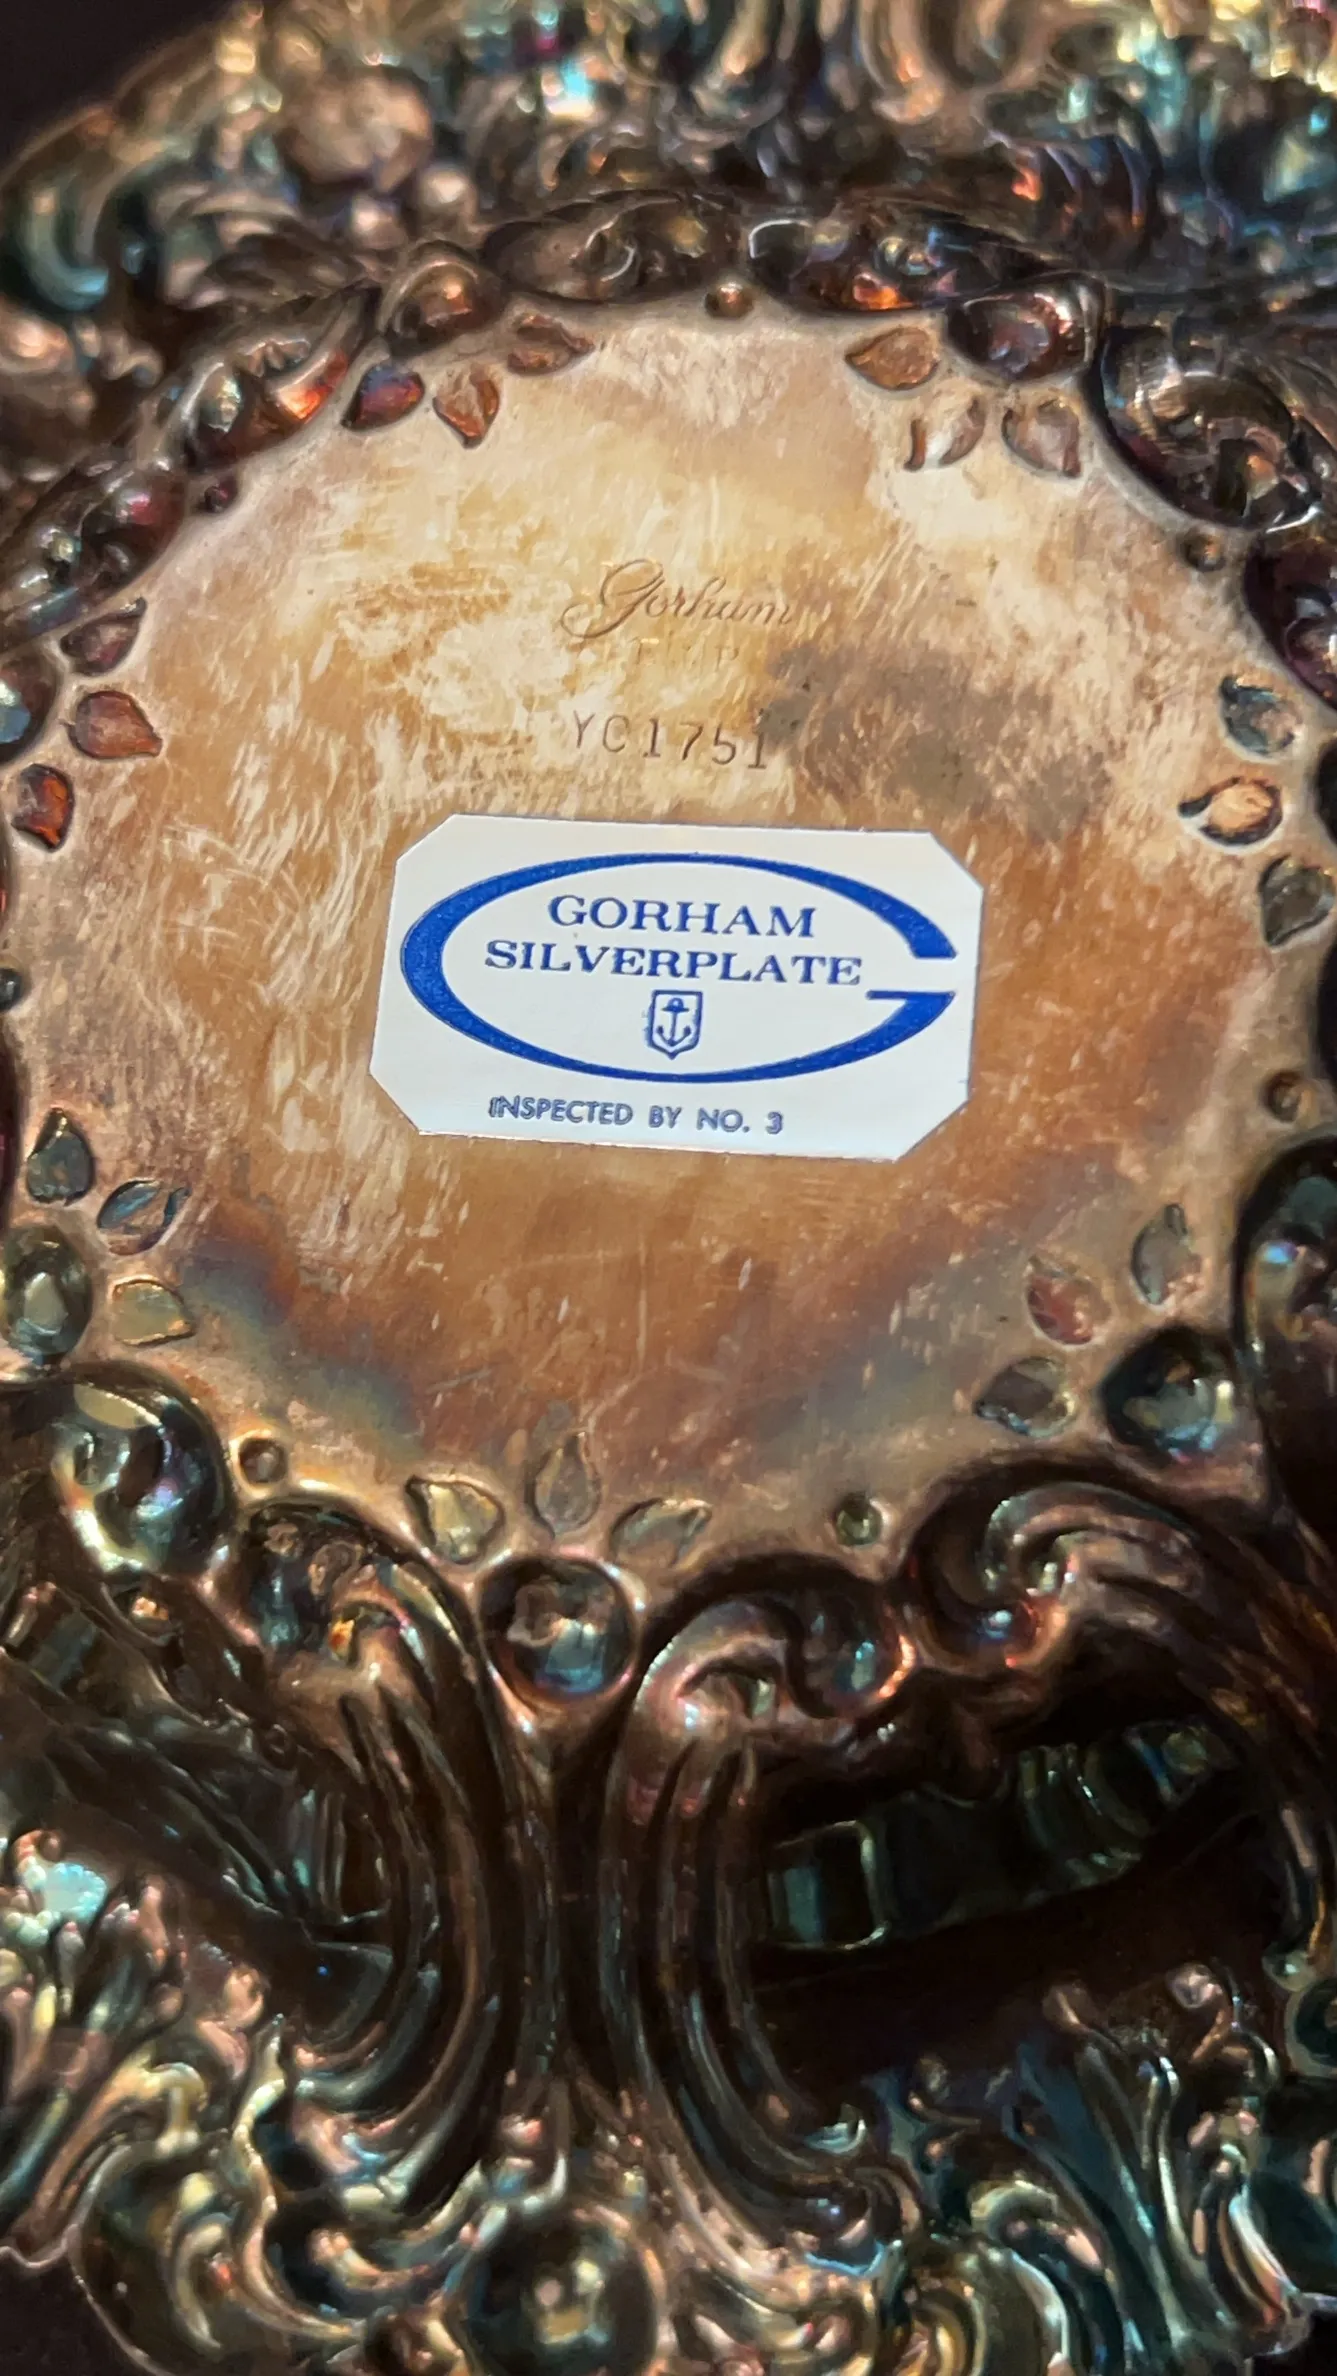 Gorham
YC1751
GORHAM
SILVERPLATE
INSPECTED BY NO. 3